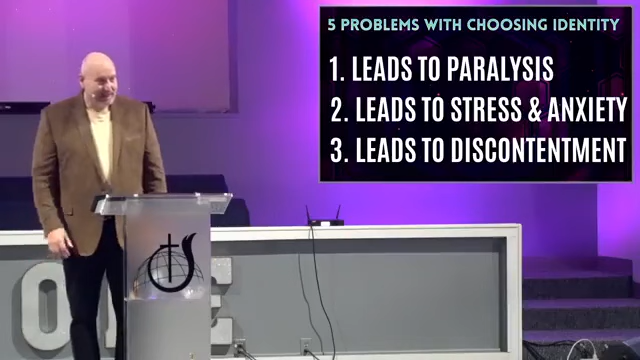 5 PROBLEMS WITH CHOOSING IDENTITY
1. LEADS TO PARALYSIS
2. LEADS TO STRESS & ANXIETY
3. LEADS TO DISCONTENTMENT